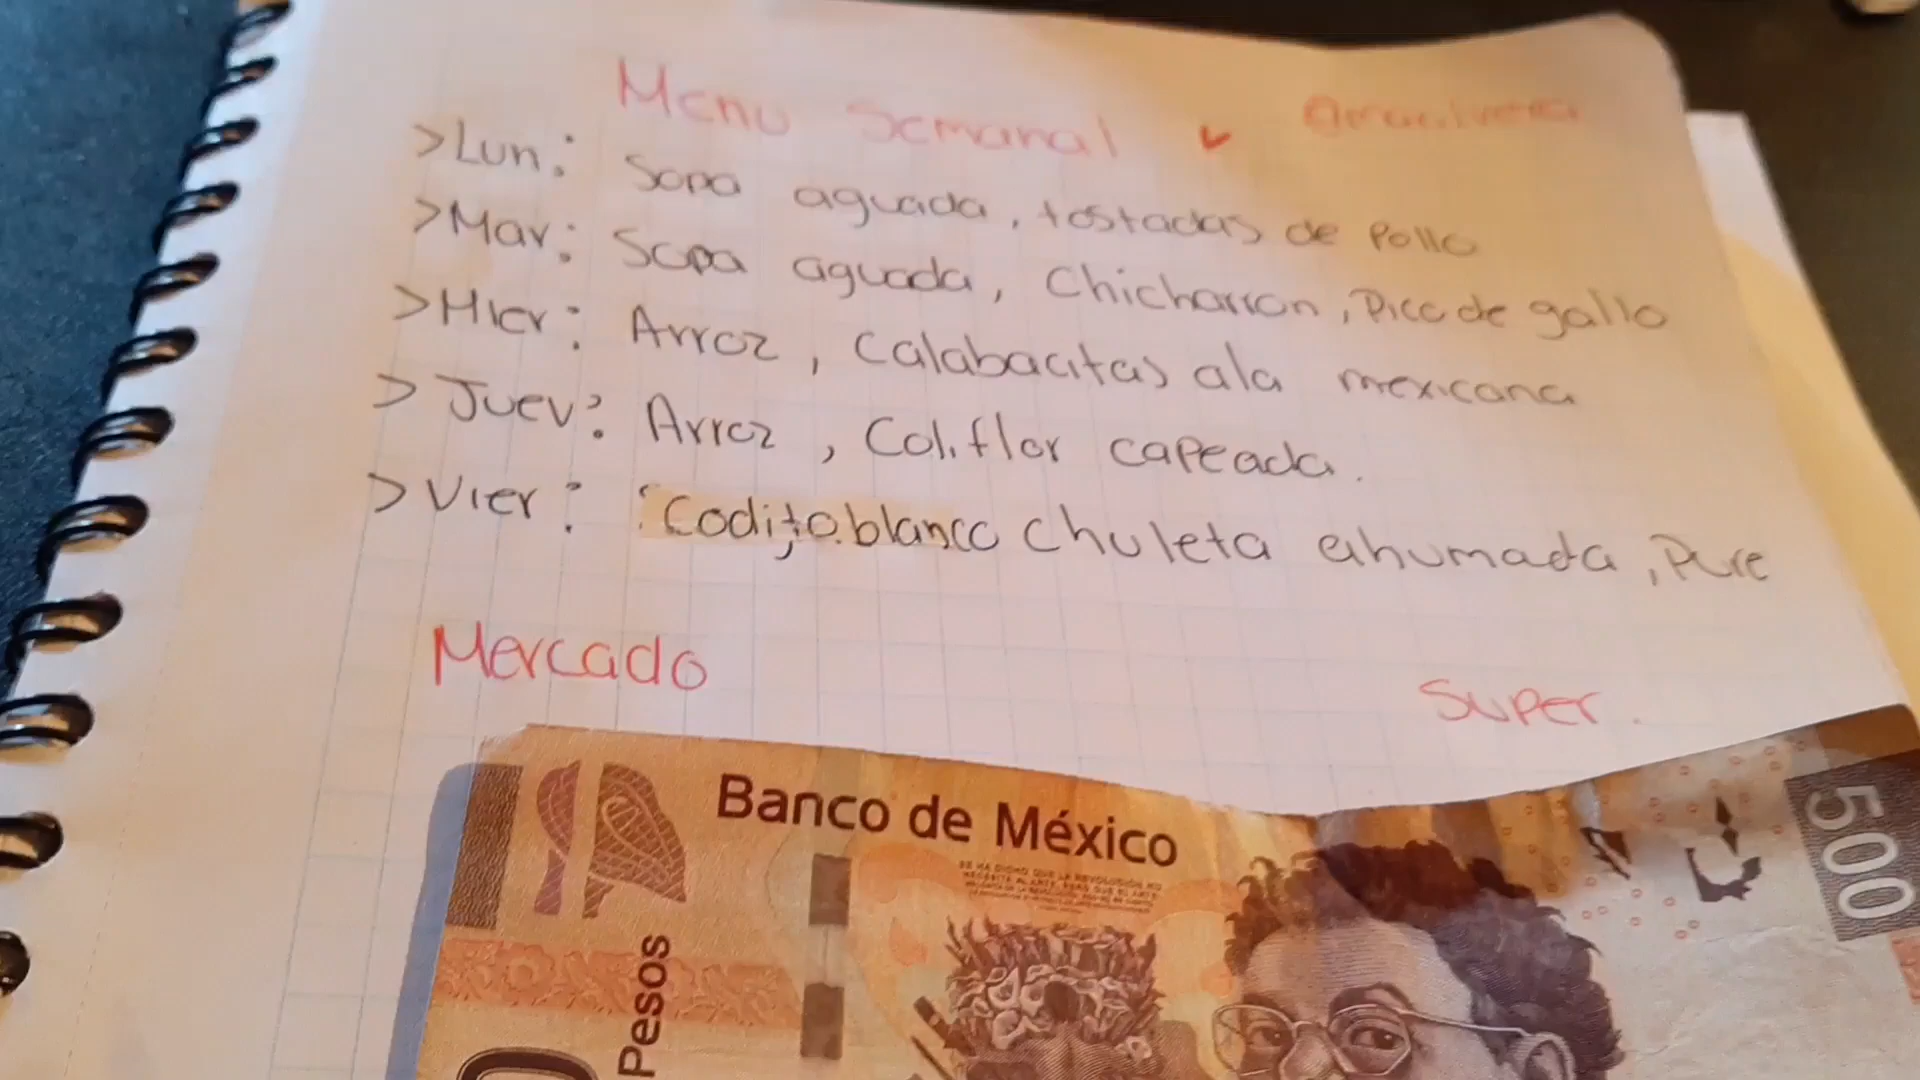 Menu Semanal
>Lun: Sopa aguada, tostadas de Pollo
>Mar: Sopa aguada, Chicharron, Pico de gallo
>Mier: Arroz, Calabacitas ala mexicana
>Juev: Arroz, Coliflor capeada.
>Vier: Codito blanco Chuleta ahumada, Pure
Mercado
Super.
Banco de México
500
Pesos